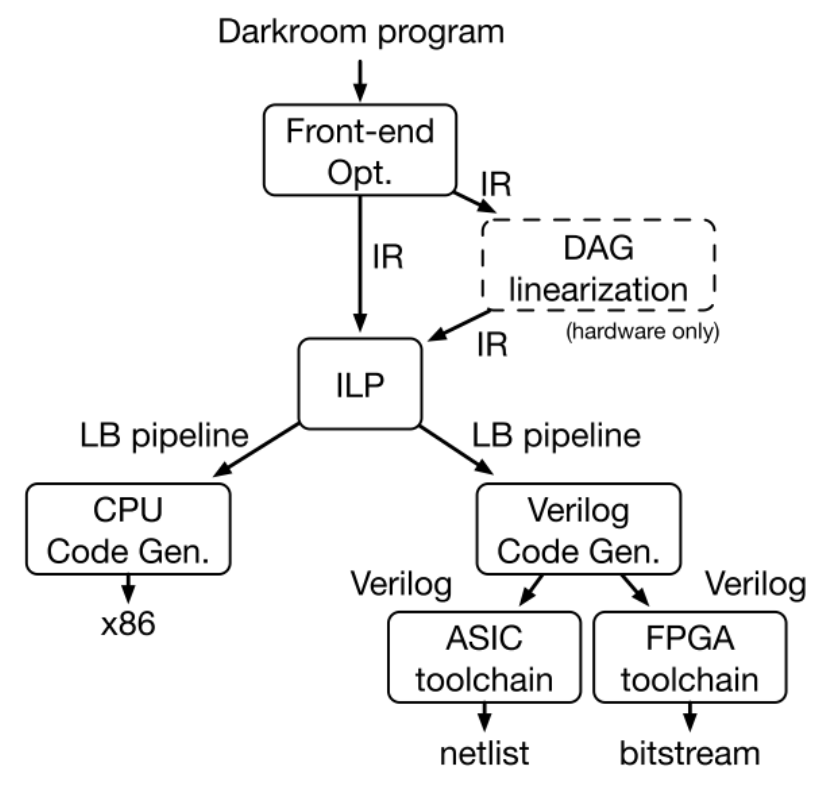 Darkroom program
Front-end
Opt.
IR
DAG
linearization
IR
(hardware only)
IR
ILP
LB pipeline
LB pipeline
CPU
Code Gen.
Verilog
Code Gen.
x86
Verilog
Verilog
ASIC
toolchain
FPGA
toolchain
netlist
bitstream